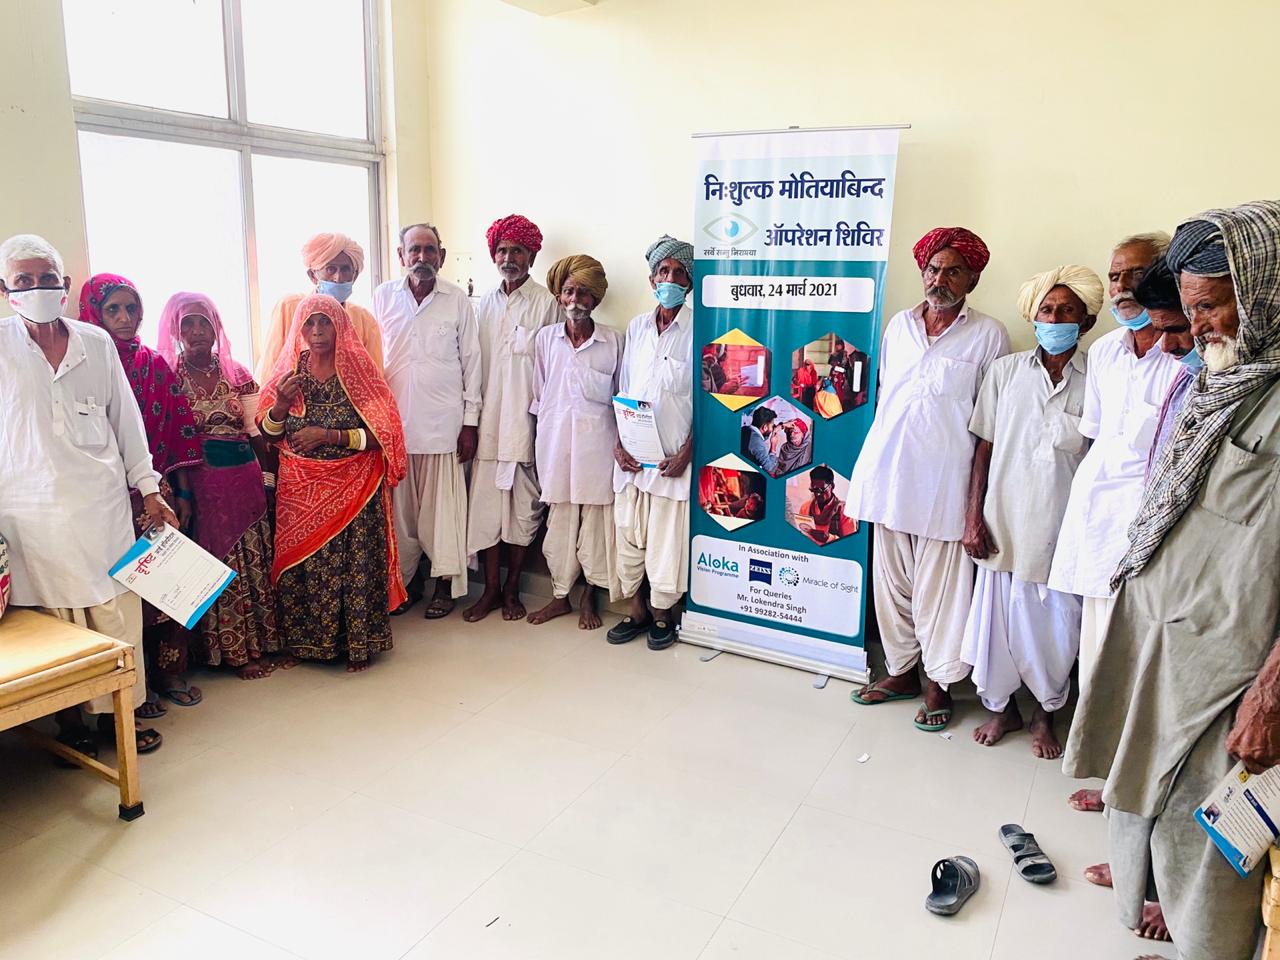 निःशुल्क मोतियाबिन्द
ऑपरेशन शिविर
सर्वे सन्तु निरामया
बुधवार, 24 मार्च 2021
In Association with
Aloka
Vision Programme
ZEISS
Miracle of Sight
For Queries
Mr. Lokendra Singh
+91 99282-54444
दृष्टि
दृष्टि